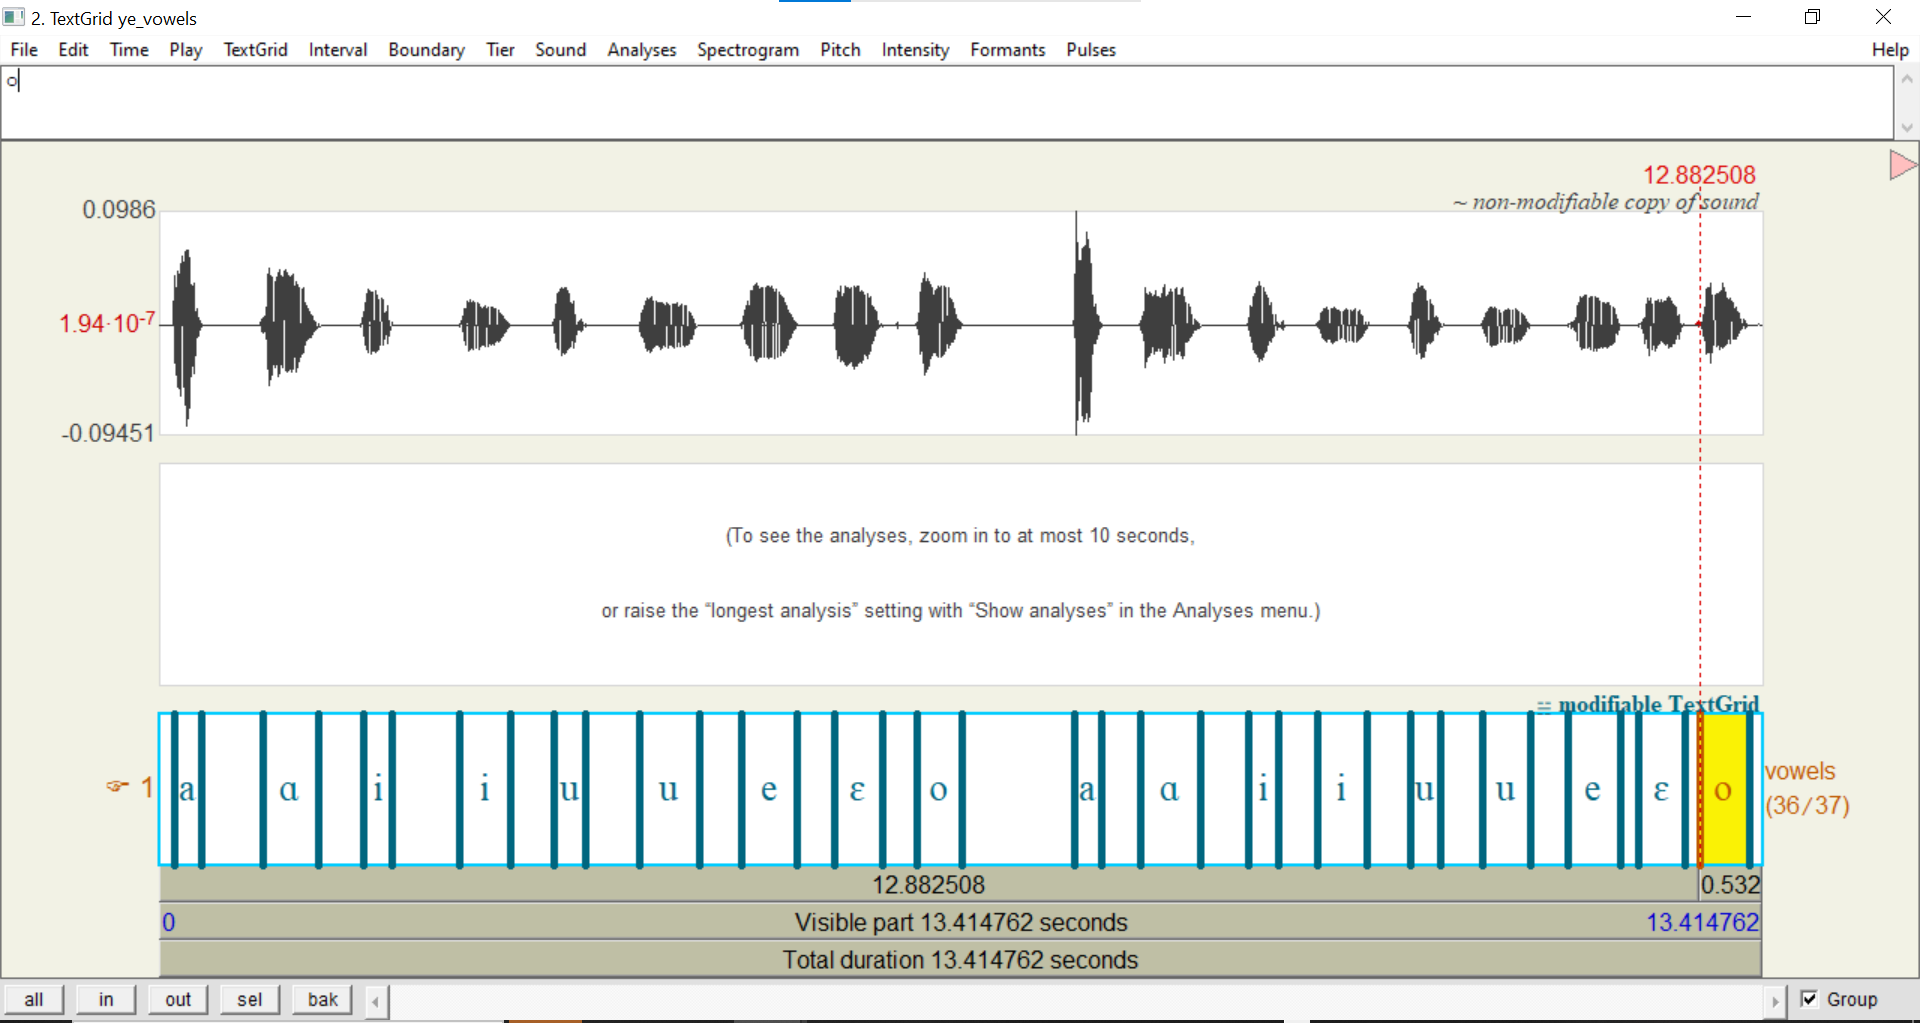 2. TextGrid ye_vowels
File Edit Time Play TextGrid Interval Boundary Tier Sound Analyses Spectrogram Pitch Intensity Formants Pulses Help
o
12.882508
~ non-modifiable copy of sound
0.0986
1.94·10-7
-0.09451
(To see the analyses, zoom in to at most 10 seconds,
or raise the “longest analysis” setting with “Show analyses” in the Analyses menu.)
:: modifiable TextGrid
☞ 1 a ɑ i i u u e ɛ o a ɑ i i u u e ɛ o vowels
(36/37)
12.882508 0.532
0 Visible part 13.414762 seconds 13.414762
Total duration 13.414762 seconds
all in out sel bak Group